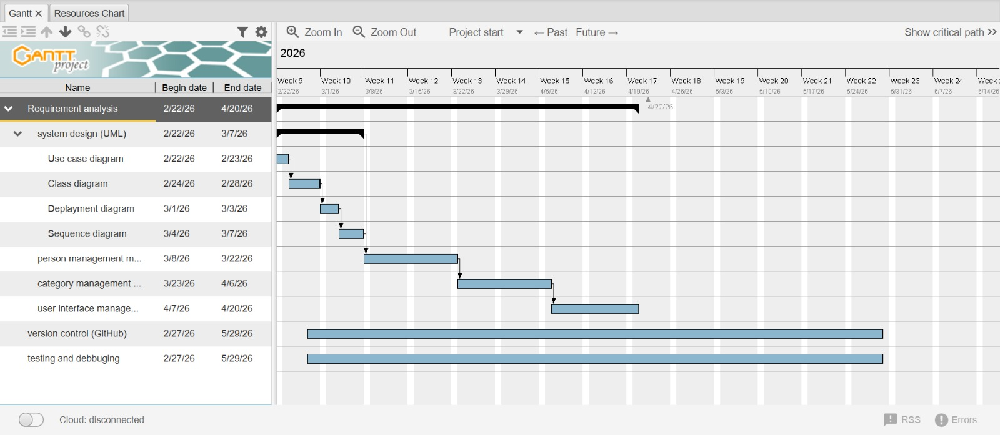 Gantt Resources Chart
Zoom In Zoom Out Project start ← Past Future → Show critical path >>
GANTT
project
2026
Name Begin date End date
Week 9 Week 10 Week 11 Week 12 Week 13 Week 14 Week 15 Week 16 Week 17 Week 18 Week 19 Week 20 Week 21 Week 22 Week 23 Week 24 Week
2/22/26 3/1/26 3/8/26 3/15/26 3/22/26 3/29/26 4/5/26 4/12/26 4/19/26 4/26/26 5/3/26 5/10/26 5/17/26 5/24/26 5/31/26 6/7/26 6/14/26
4/22/26
Requirement analysis 2/22/26 4/20/26
system design (UML) 2/22/26 3/7/26
Use case diagram 2/22/26 2/23/26
Class diagram 2/24/26 2/28/26
Deplayment diagram 3/1/26 3/3/26
Sequence diagram 3/4/26 3/7/26
person management m... 3/8/26 3/22/26
category management ... 3/23/26 4/6/26
user interface manage... 4/7/26 4/20/26
version control (GitHub) 2/27/26 5/29/26
testing and debbuging 2/27/26 5/29/26
Cloud: disconnected RSS Errors